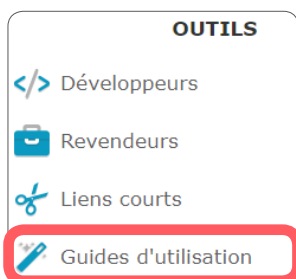 OUTILS
Développeurs
Revendeurs
Liens courts
Guides d'utilisation